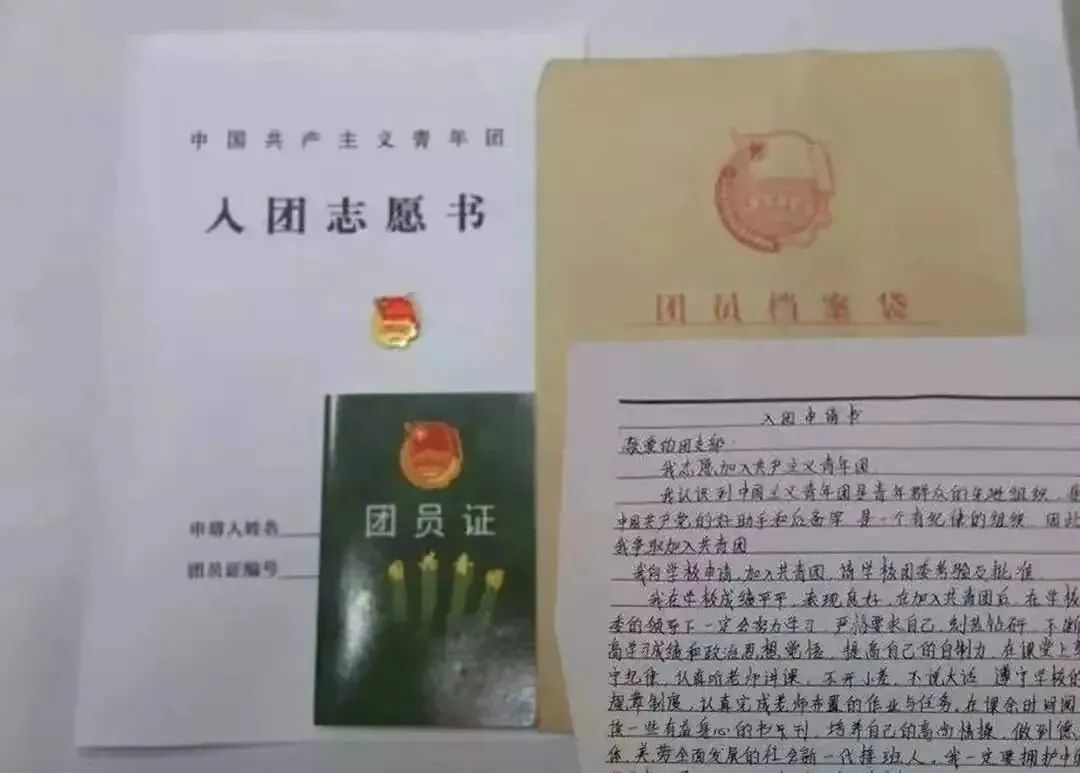 中国共产主义青年团
入团志愿书
申请人姓名
团员证编号
团员证
团员档案袋
入团申请书
敬爱的团支部:
我志愿加入共产主义青年团
我认识到中国主义青年团是青年群众的先进组织,是
中国共产党的好助手和后备军 是一个有纪律的组织 因此
我争取加入共青团
我向学校申请,加入共青团,请学校团委考验及批准
我在学校成绩平平,表现良好,在加入共青团后,在学校
委的领导下一定会努力学习 严格要求自己,刻苦钻研 不断
高学习成绩和政治思想觉悟,提高自己的自制力,在课堂上
守纪律,认真听老师讲课,不开小差,不说大话 遵守学校的
规章制度,认真完成老师布置的作业与任务,在课余时间阅
读一些有益身心的书与刊,培养自己的高尚情操,做到德
体,美,劳全面发展的社会新一代接班人,我一定要拥护中